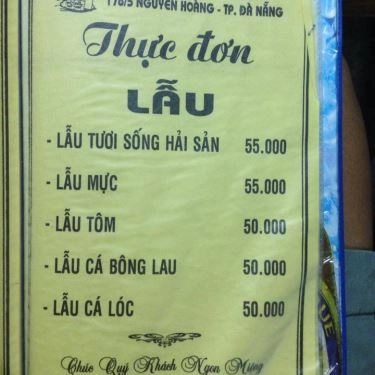 176/5 NGUYỄN HOÀNG - TP. ĐÀ NẴNG
Thực đơn
LẨU
- LẨU TƯƠI SỐNG HẢI SẢN 55.000
- LẨU MỰC 55.000
- LẨU TÔM 50.000
- LẨU CÁ BÔNG LAU 50.000
- LẨU CÁ LÓC 50.000
Chúc Quý Khách Ngon Miệng